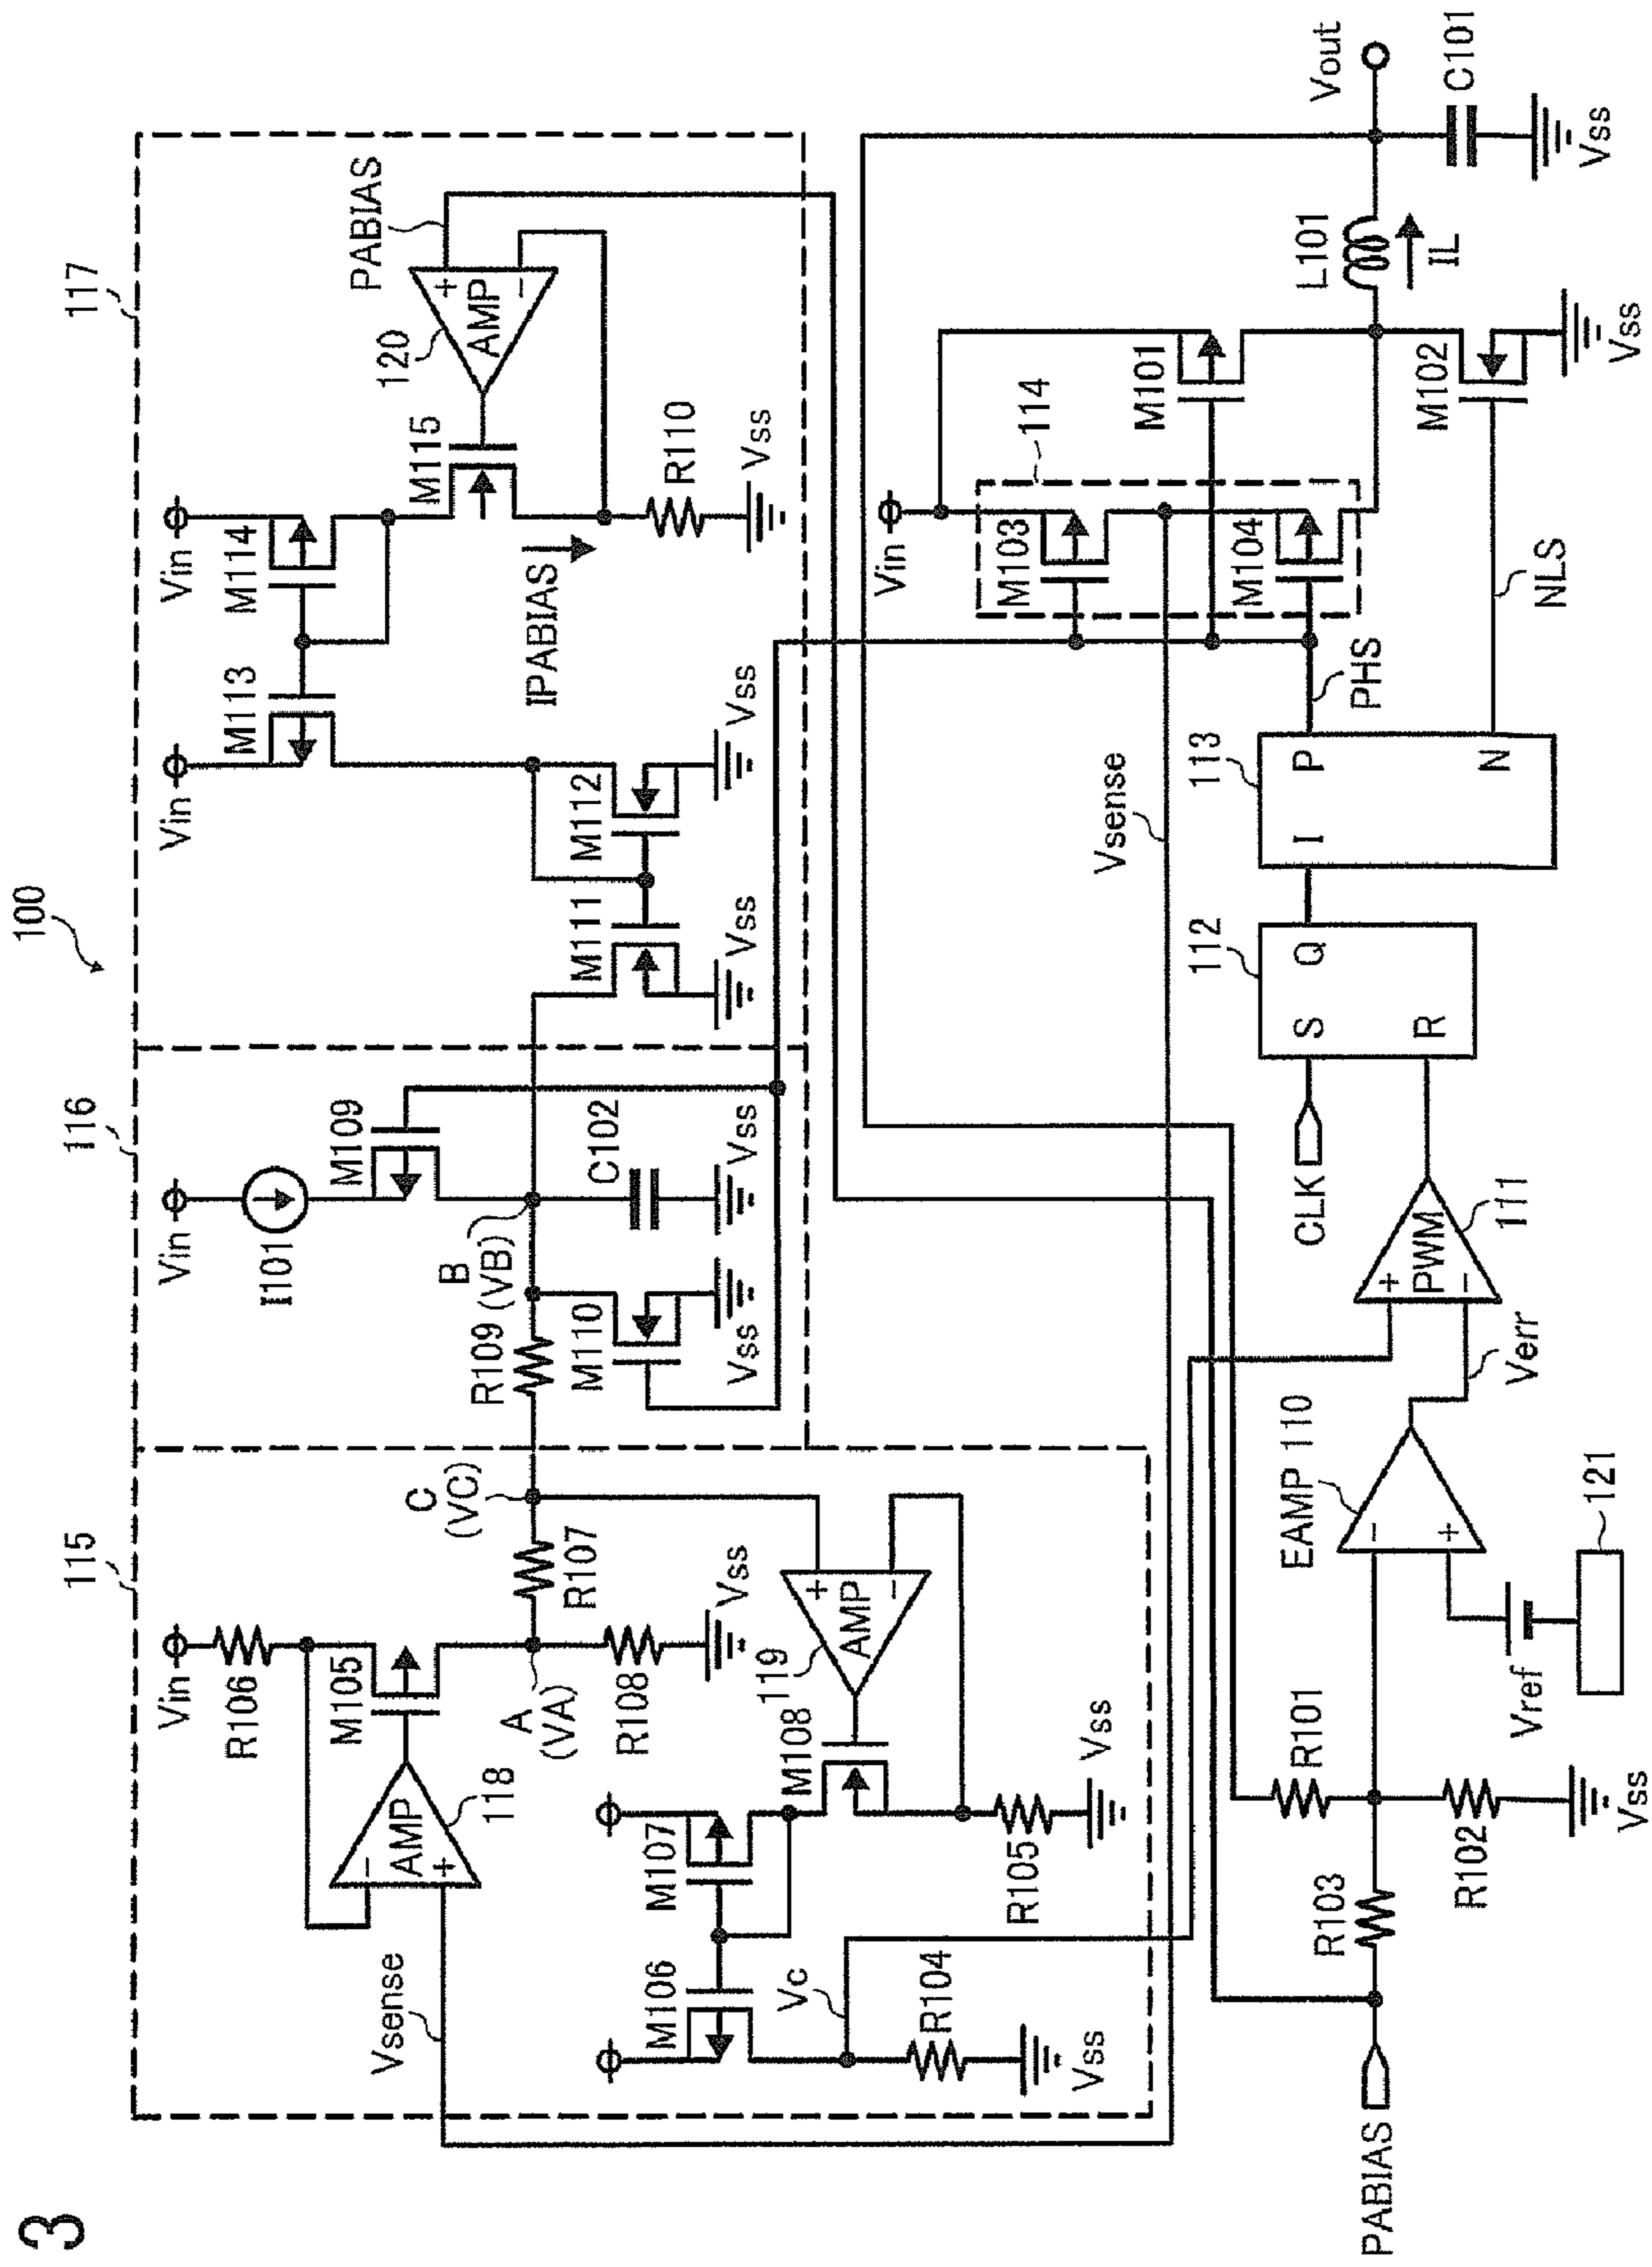 3
100
115
116
117
Vin
R106
M105
AMP
-
+
118
Vsense
A
(VA)
R108
Vss
R107
C
(VC)
R109
M110
Vss
B
(VB)
Vin
I101
M109
C102
Vss
M106
M107
M108
119
AMP
+
-
Vc
R104
Vss
R105
Vss
Vin
M113
Vin
M114
M115
120
AMP
+
-
PABIAS
IPABIAS
R110
Vss
M111
Vss
M112
Vss
Vsense
Vin
M103
M104
114
M101
M102
Vss
L101
IL
Vout
C101
Vss
PABIAS
R103
R101
R102
Vss
EAMP 110
-
+
Vref
121
Verr
+
PWM
-
111
CLK
112
S
Q
R
113
I
P
N
PHS
NLS